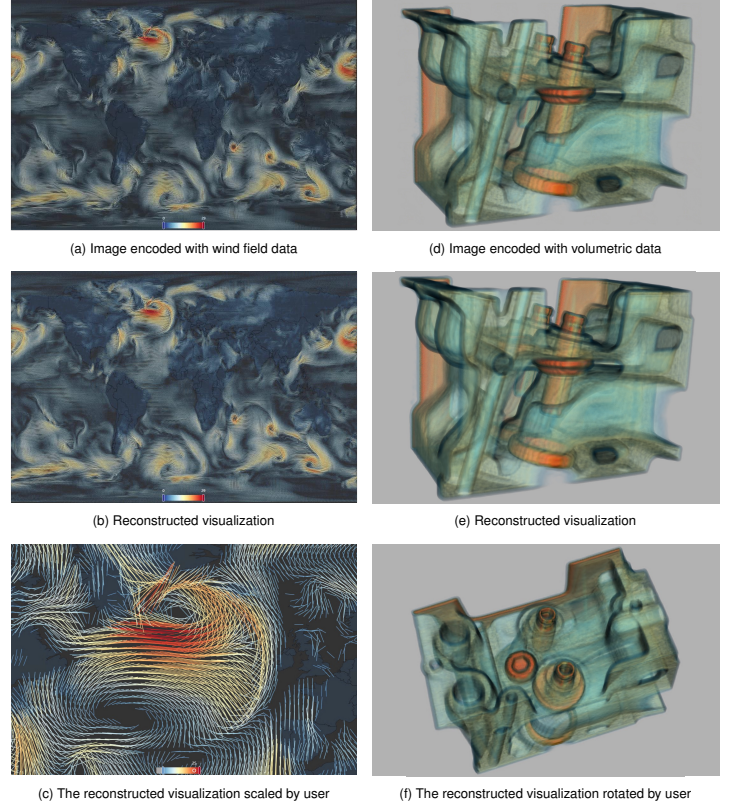 (a) Image encoded with wind field data
(d) Image encoded with volumetric data
(b) Reconstructed visualization
(e) Reconstructed visualization
(c) The reconstructed visualization scaled by user
(f) The reconstructed visualization rotated by user